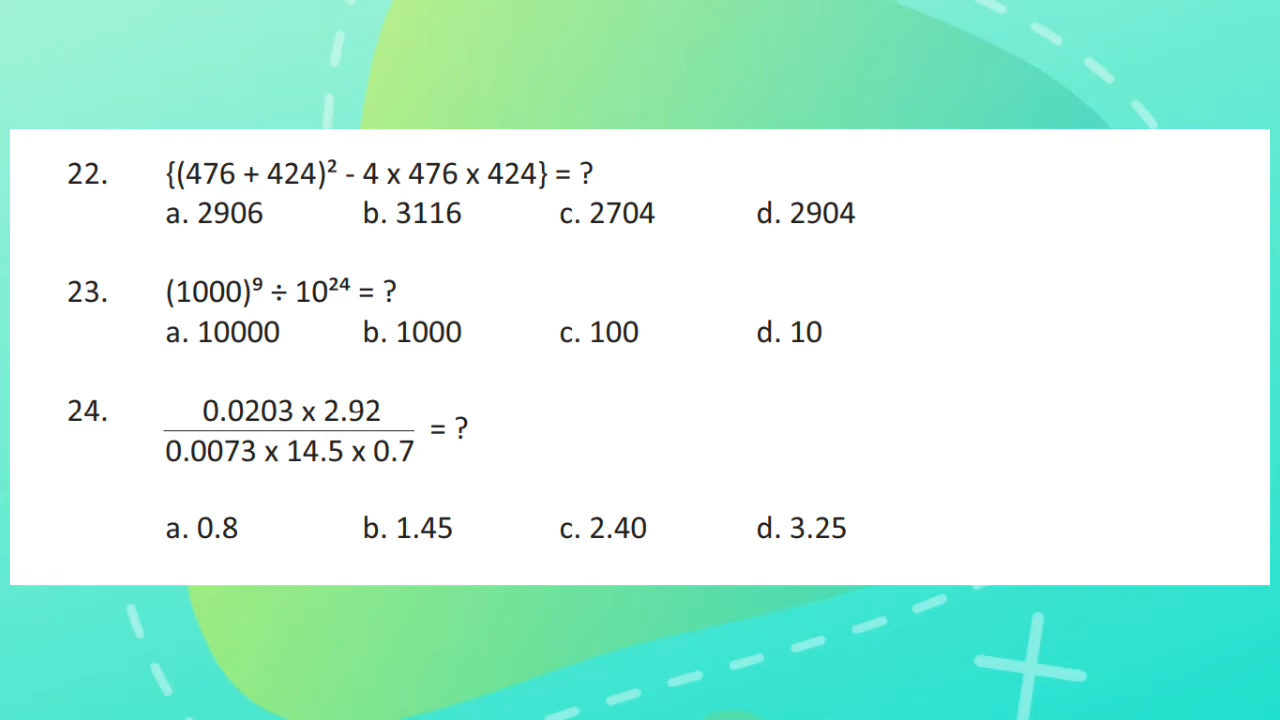 22. {(476 + 424)² - 4 x 476 x 424} = ?
a. 2906 b. 3116 c. 2704 d. 2904
23. (1000)⁹ ÷ 10²⁴ = ?
a. 10000 b. 1000 c. 100 d. 10
24. 0.0203 x 2.92
= ?
0.0073 x 14.5 x 0.7
a. 0.8 b. 1.45 c. 2.40 d. 3.25